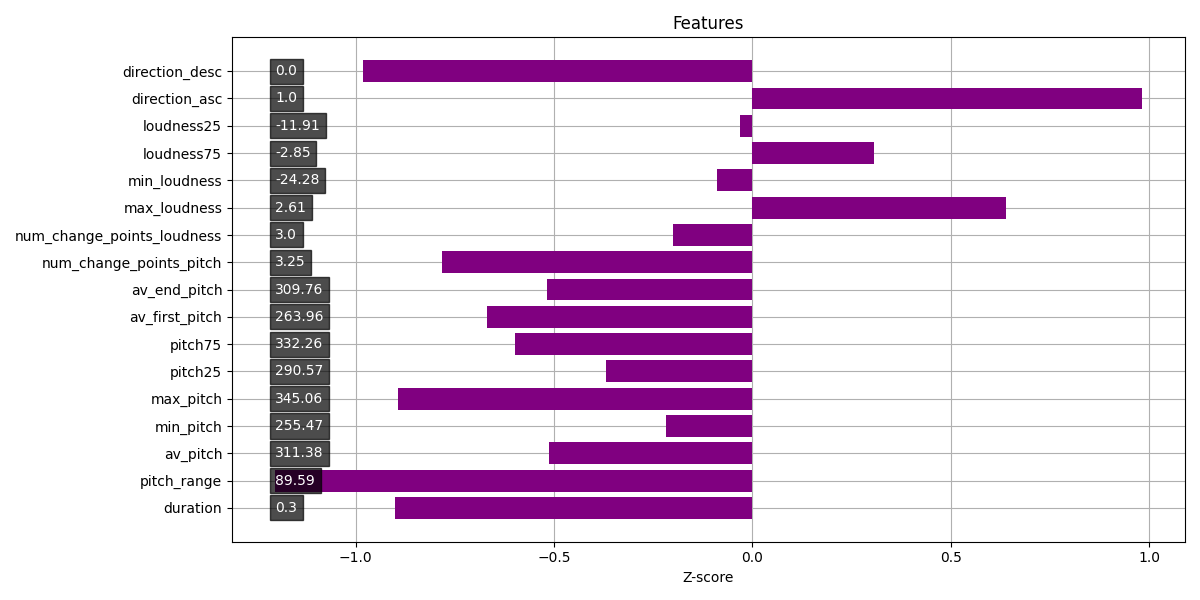 Features
direction_desc 0.0
direction_asc 1.0
loudness25 -11.91
loudness75 -2.85
min_loudness -24.28
max_loudness 2.61
num_change_points_loudness 3.0
num_change_points_pitch 3.25
av_end_pitch 309.76
av_first_pitch 263.96
pitch75 332.26
pitch25 290.57
max_pitch 345.06
min_pitch 255.47
av_pitch 311.38
pitch_range 89.59
duration 0.3
−1.0 −0.5 0.0 0.5 1.0
Z-score